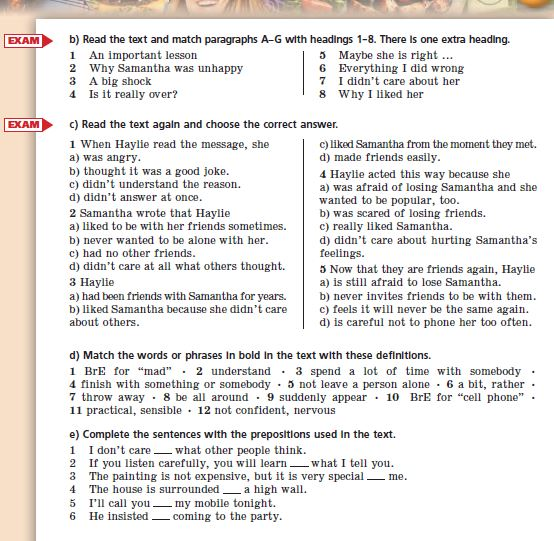 EXAM
b) Read the text and match paragraphs A–G with headings 1–8. There is one extra heading.
1 An important lesson
2 Why Samantha was unhappy
3 A big shock
4 Is it really over?
5 Maybe she is right ...
6 Everything I did wrong
7 I didn't care about her
8 Why I liked her
EXAM
c) Read the text again and choose the correct answer.
1 When Haylie read the message, she
a) was angry.
b) thought it was a good joke.
c) didn't understand the reason.
d) didn't answer at once.
2 Samantha wrote that Haylie
a) liked to be with her friends sometimes.
b) never wanted to be alone with her.
c) had no other friends.
d) didn't care at all what others thought.
3 Haylie
a) had been friends with Samantha for years.
b) liked Samantha because she didn't care
about others.
c) liked Samantha from the moment they met.
d) made friends easily.
4 Haylie acted this way because she
a) was afraid of losing Samantha and she
wanted to be popular, too.
b) was scared of losing friends.
c) really liked Samantha.
d) didn't care about hurting Samantha's
feelings.
5 Now that they are friends again, Haylie
a) is still afraid to lose Samantha.
b) never invites friends to be with them.
c) feels it will never be the same again.
d) is careful not to phone her too often.
d) Match the words or phrases in bold in the text with these definitions.
1 BrE for "mad" · 2 understand · 3 spend a lot of time with somebody ·
4 finish with something or somebody · 5 not leave a person alone · 6 a bit, rather ·
7 throw away · 8 be all around · 9 suddenly appear · 10 BrE for "cell phone" ·
11 practical, sensible · 12 not confident, nervous
e) Complete the sentences with the prepositions used in the text.
1 I don't care ___ what other people think.
2 If you listen carefully, you will learn ___ what I tell you.
3 The painting is not expensive, but it is very special ___ me.
4 The house is surrounded ___ a high wall.
5 I'll call you ___ my mobile tonight.
6 He insisted ___ coming to the party.